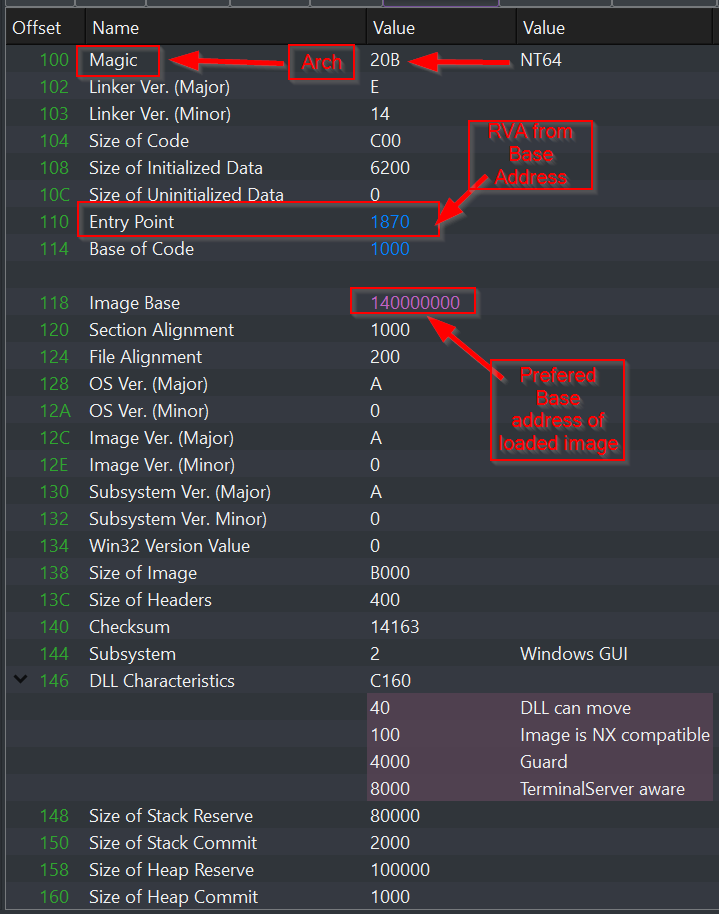 Offset Name Value Value
100 Magic Arch 20B NT64
102 Linker Ver. (Major) E
103 Linker Ver. (Minor) 14
104 Size of Code C00
RVA from
Base
Address
108 Size of Initialized Data 6200
10C Size of Uninitialized Data 0
110 Entry Point 1870
114 Base of Code 1000
118 Image Base 140000000
120 Section Alignment 1000
124 File Alignment 200
Prefered
Base
address of
loaded image
128 OS Ver. (Major) A
12A OS Ver. (Minor) 0
12C Image Ver. (Major) A
12E Image Ver. (Minor) 0
130 Subsystem Ver. (Major) A
132 Subsystem Ver. Minor) 0
134 Win32 Version Value 0
138 Size of Image B000
13C Size of Headers 400
140 Checksum 14163
144 Subsystem 2 Windows GUI
146 DLL Characteristics C160
40 DLL can move
100 Image is NX compatible
4000 Guard
8000 TerminalServer aware
148 Size of Stack Reserve 80000
150 Size of Stack Commit 2000
158 Size of Heap Reserve 100000
160 Size of Heap Commit 1000